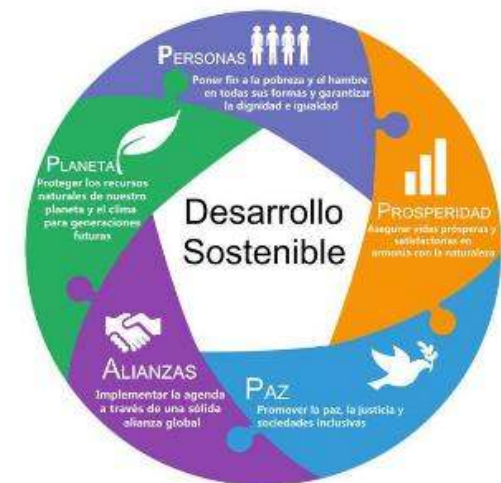 PERSONAS
Poner fin a la pobreza y el hambre
en todas sus formas y garantizar
la dignidad e igualdad
PROSPERIDAD
Asegurar vidas prósperas y
satisfactorias en
armonía con la naturaleza
PAZ
Promover la paz, la justicia y
sociedades inclusivas
ALIANZAS
Implementar la agenda
a través de una sólida
alianza global
PLANETA
Proteger los recursos
naturales de nuestro
planeta y el clima
para generaciones
futuras
Desarrollo
Sostenible